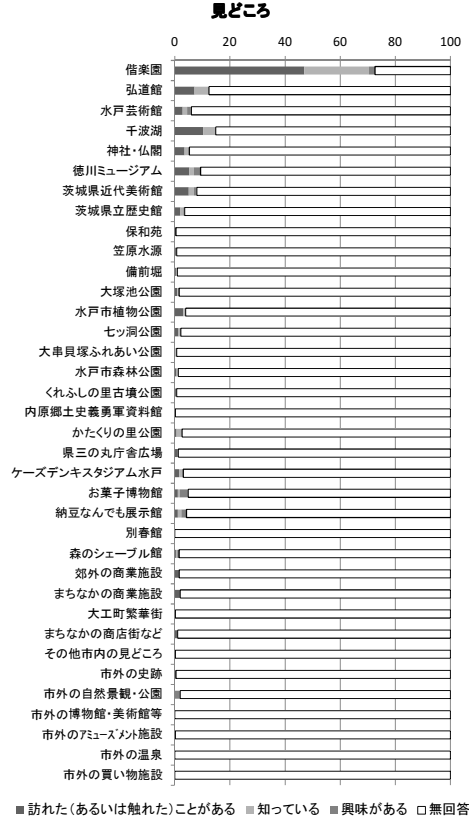 見どころ
0 20 40 60 80 100
偕楽園
弘道館
水戸芸術館
千波湖
神社・仏閣
徳川ミュージアム
茨城県近代美術館
茨城県立歴史館
保和苑
笠原水源
備前堀
大塚池公園
水戸市植物公園
七ッ洞公園
大串貝塚ふれあい公園
水戸市森林公園
くれふしの里古墳公園
内原郷土史義勇軍資料館
かたくりの里公園
県三の丸庁舎広場
ケーズデンキスタジアム水戸
お菓子博物館
納豆なんでも展示館
別春館
森のシェーブル館
郊外の商業施設
まちなかの商業施設
大工町繁華街
まちなかの商店街など
その他市内の見どころ
市外の史跡
市外の自然景観・公園
市外の博物館・美術館等
市外のアミューズメント施設
市外の温泉
市外の買い物施設
訪れた(あるいは触れた)ことがある 知っている 興味がある 無回答